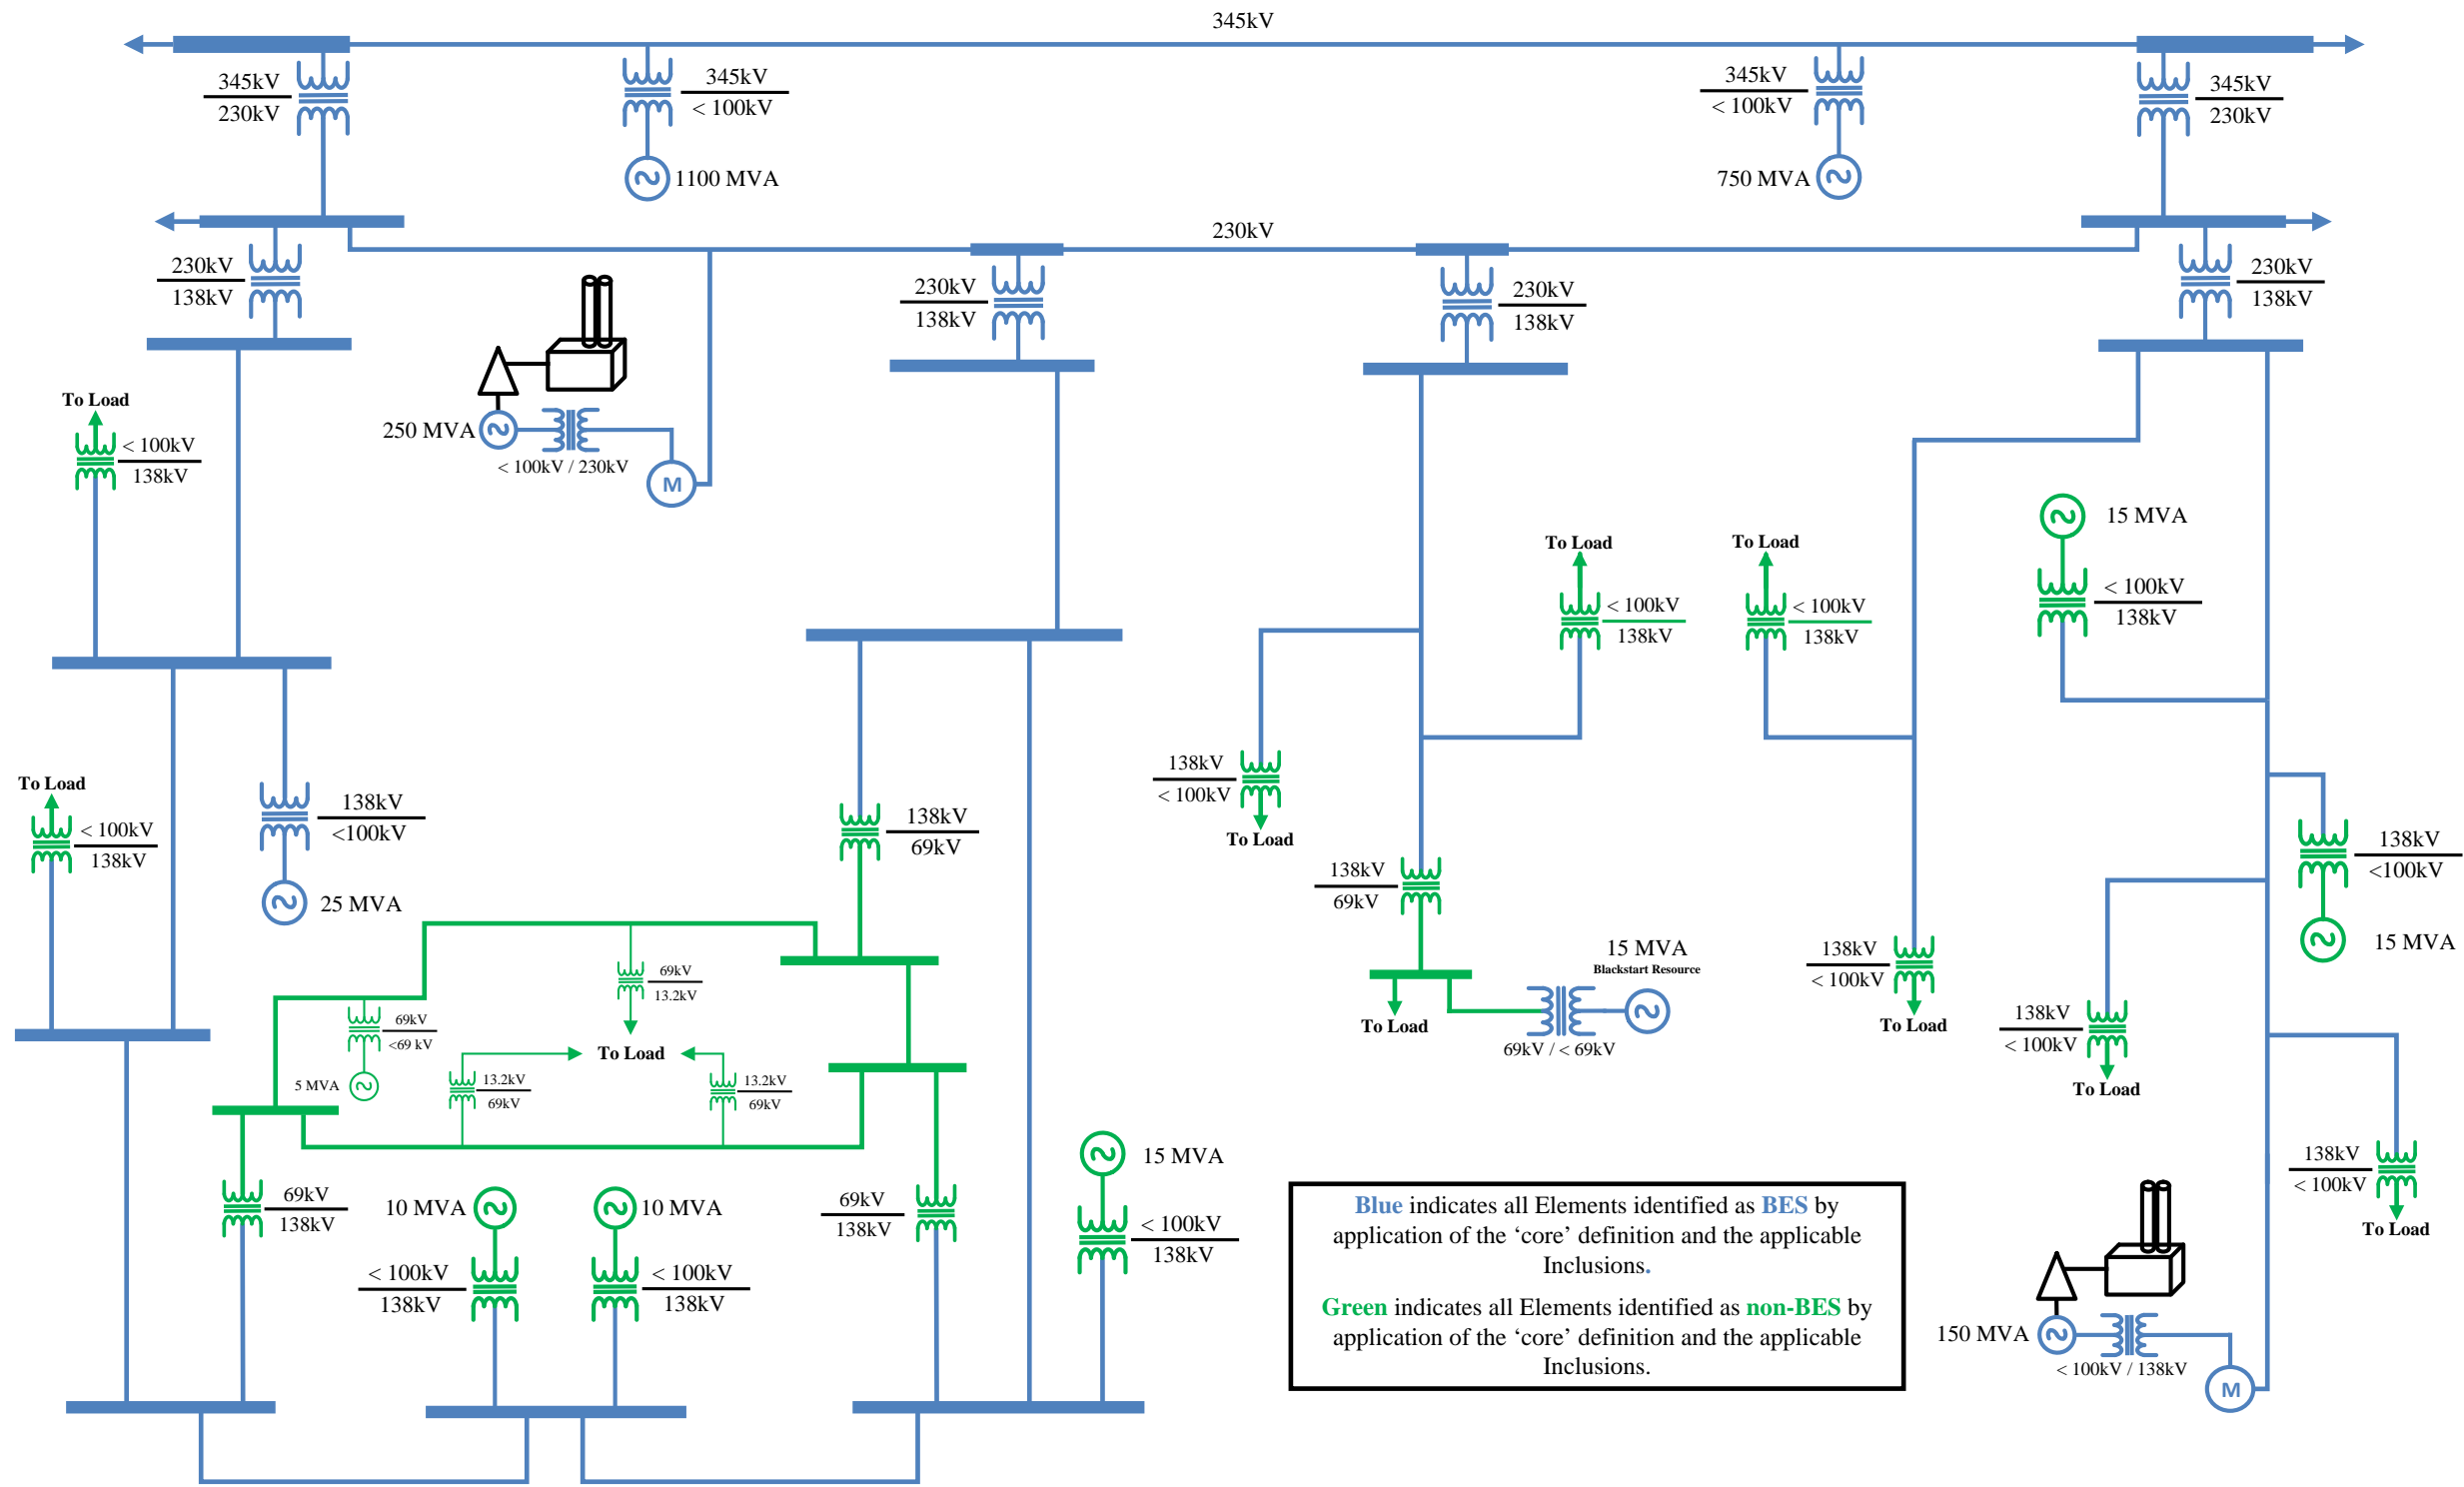 345kV
345kV
230kV
345kV
< 100kV
1100 MVA
345kV
< 100kV
750 MVA
345kV
230kV
230kV
230kV
138kV
230kV
138kV
230kV
138kV
230kV
138kV
To Load
< 100kV
138kV
250 MVA
< 100kV / 230kV
M
15 MVA
< 100kV
138kV
To Load
< 100kV
138kV
To Load
< 100kV
138kV
138kV
< 100kV
To Load
To Load
< 100kV
138kV
138kV
<100kV
25 MVA
138kV
69kV
138kV
69kV
To Load
15 MVA
Blackstart Resource
69kV / < 69kV
138kV
< 100kV
To Load
138kV
<100kV
15 MVA
138kV
< 100kV
To Load
69kV
13.2kV
69kV
<69 kV
5 MVA
To Load
13.2kV
69kV
13.2kV
69kV
69kV
138kV
10 MVA
< 100kV
138kV
10 MVA
< 100kV
138kV
69kV
138kV
15 MVA
< 100kV
138kV
138kV
< 100kV
To Load
Blue indicates all Elements identified as BES by
application of the ‘core’ definition and the applicable
Inclusions.
Green indicates all Elements identified as non-BES by
application of the ‘core’ definition and the applicable
Inclusions.
150 MVA
< 100kV / 138kV
M